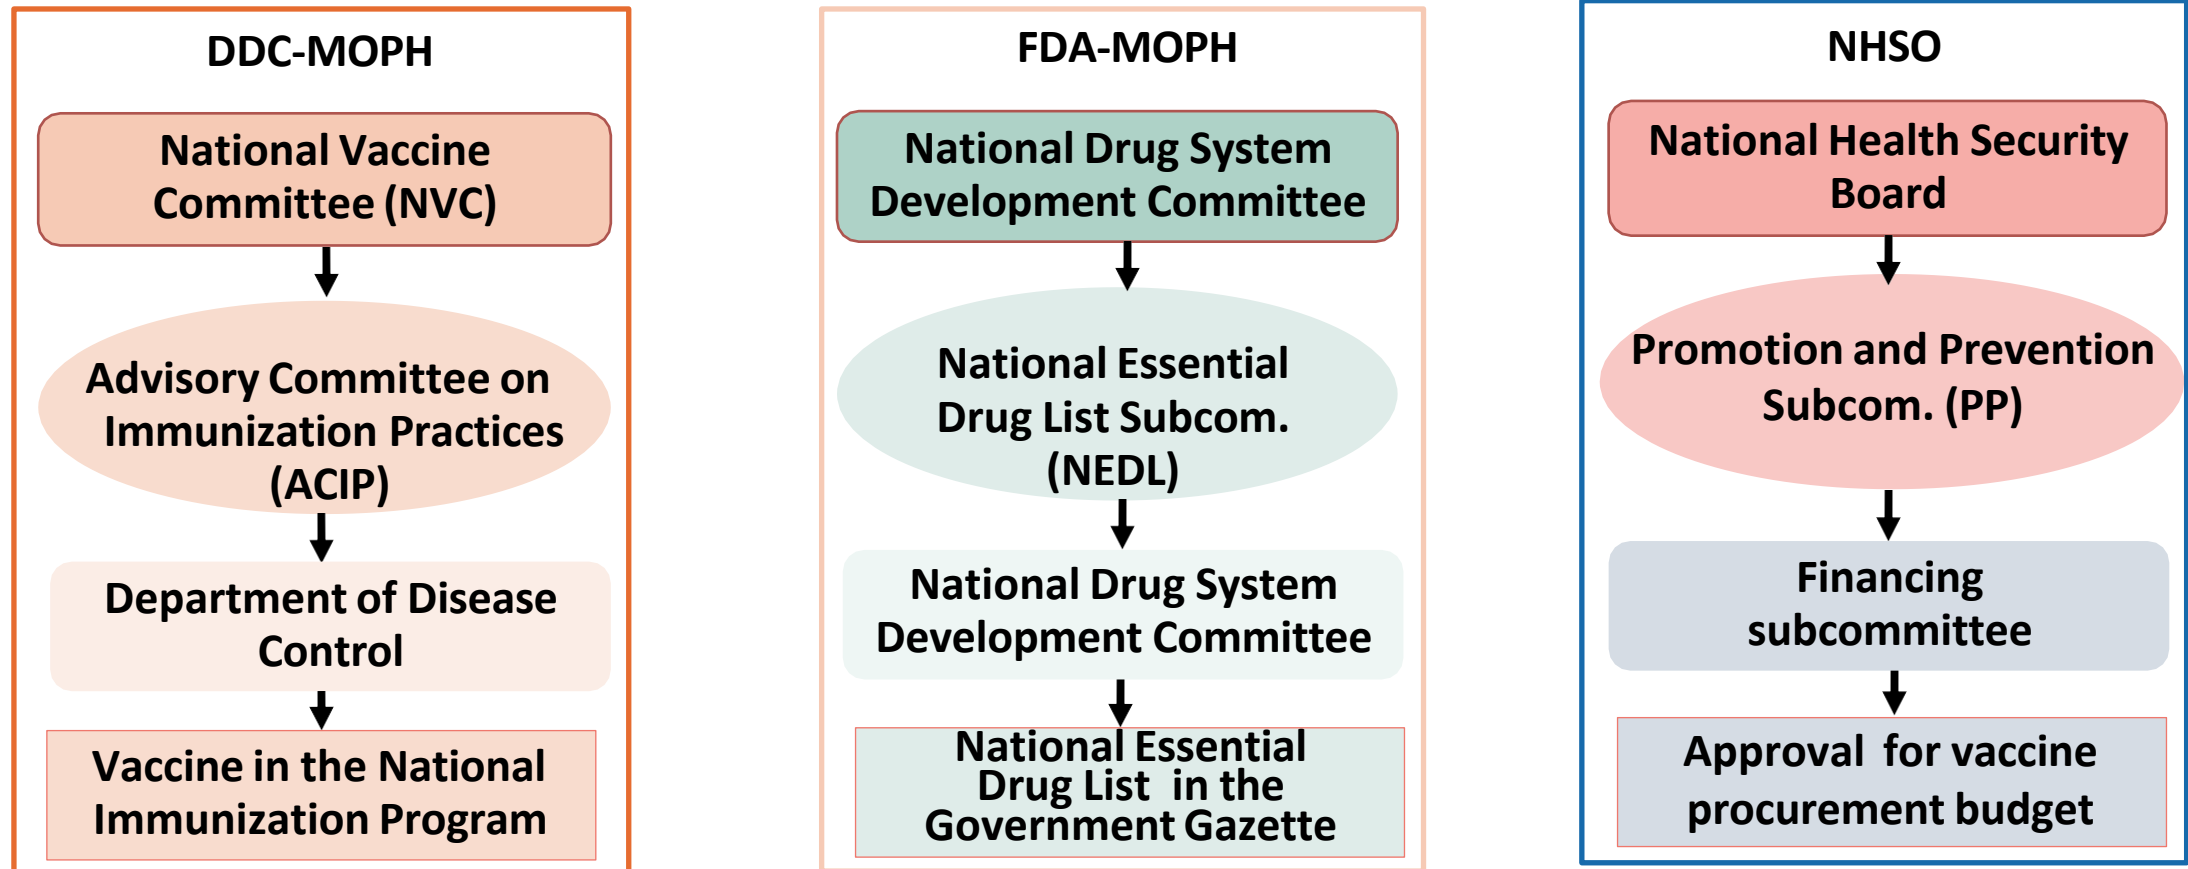 DDC-MOPH
National Vaccine
Committee (NVC)
Advisory Committee on
Immunization Practices
(ACIP)
Department of Disease
Control
Vaccine in the National
Immunization Program
FDA-MOPH
National Drug System
Development Committee
National Essential
Drug List Subcom.
(NEDL)
National Drug System
Development Committee
National Essential
Drug List in the
Government Gazette
NHSO
National Health Security
Board
Promotion and Prevention
Subcom. (PP)
Financing
subcommittee
Approval for vaccine
procurement budget